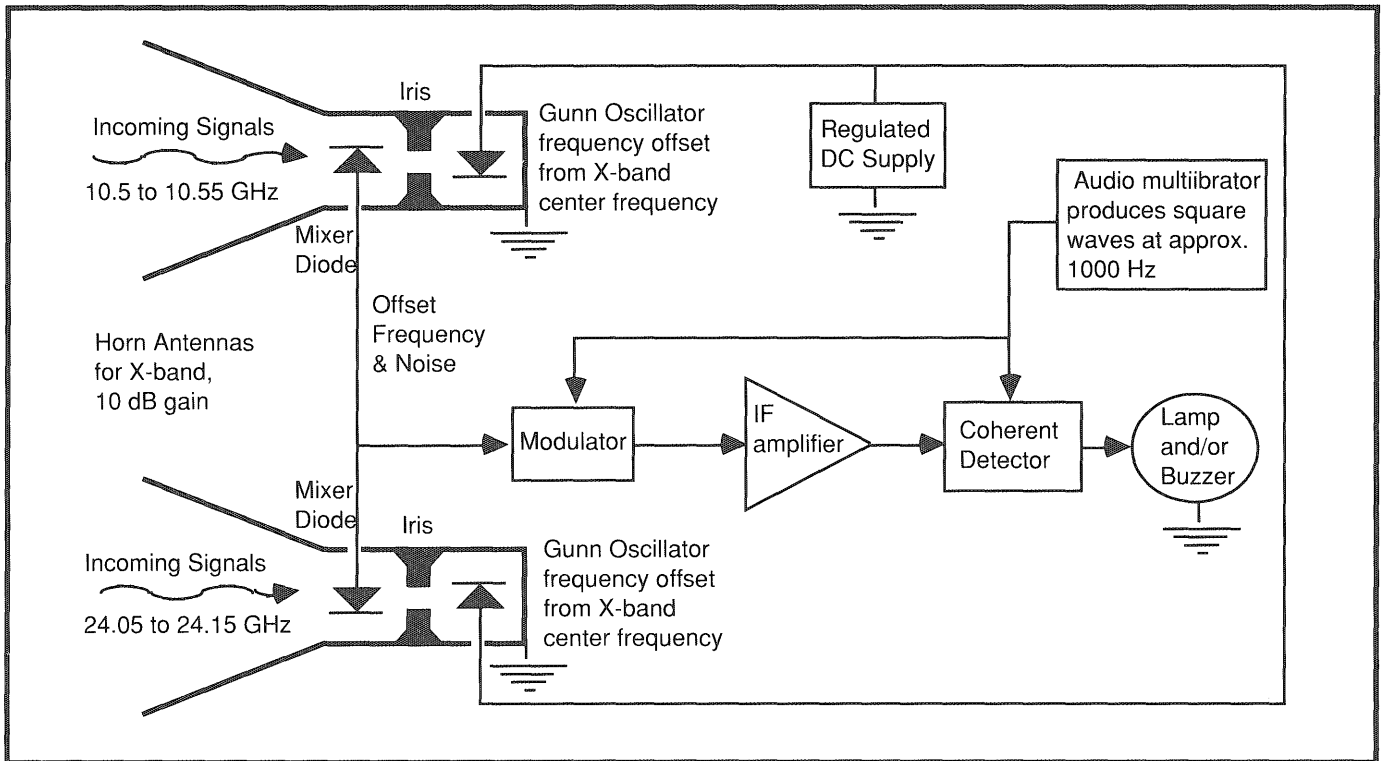 Iris
Gunn Oscillator
frequency offset
from X-band
center frequency
Regulated
DC Supply
Incoming Signals
10.5 to 10.55 GHz
Audio multiibrator
produces square
waves at approx.
1000 Hz
Mixer
Diode
Offset
Frequency
& Noise
Horn Antennas
for X-band,
10 dB gain
Modulator
IF
amplifier
Coherent
Detector
Lamp
and/or
Buzzer
Mixer
Diode
Iris
Gunn Oscillator
frequency offset
from X-band
center frequency
Incoming Signals
24.05 to 24.15 GHz